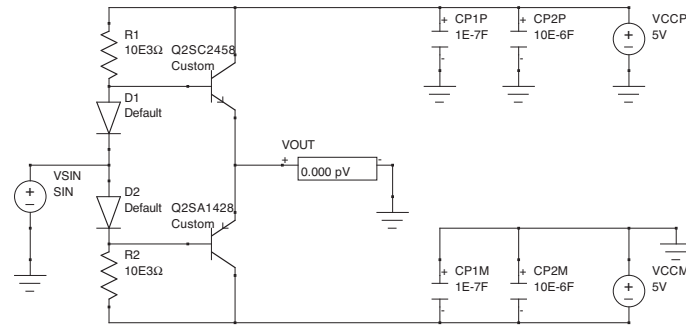 R1
10E3Ω
Q2SC2458
Custom
CP1P
1E-7F
CP2P
10E-6F
VCCP
5V
+
-
+
-
+
−
D1
Default
VOUT
+
-
0.000 pV
VSIN
SIN
+
−
D2
Default
Q2SA1428
Custom
R2
10E3Ω
CP1M
1E-7F
CP2M
10E-6F
VCCM
5V
+
-
+
-
+
−